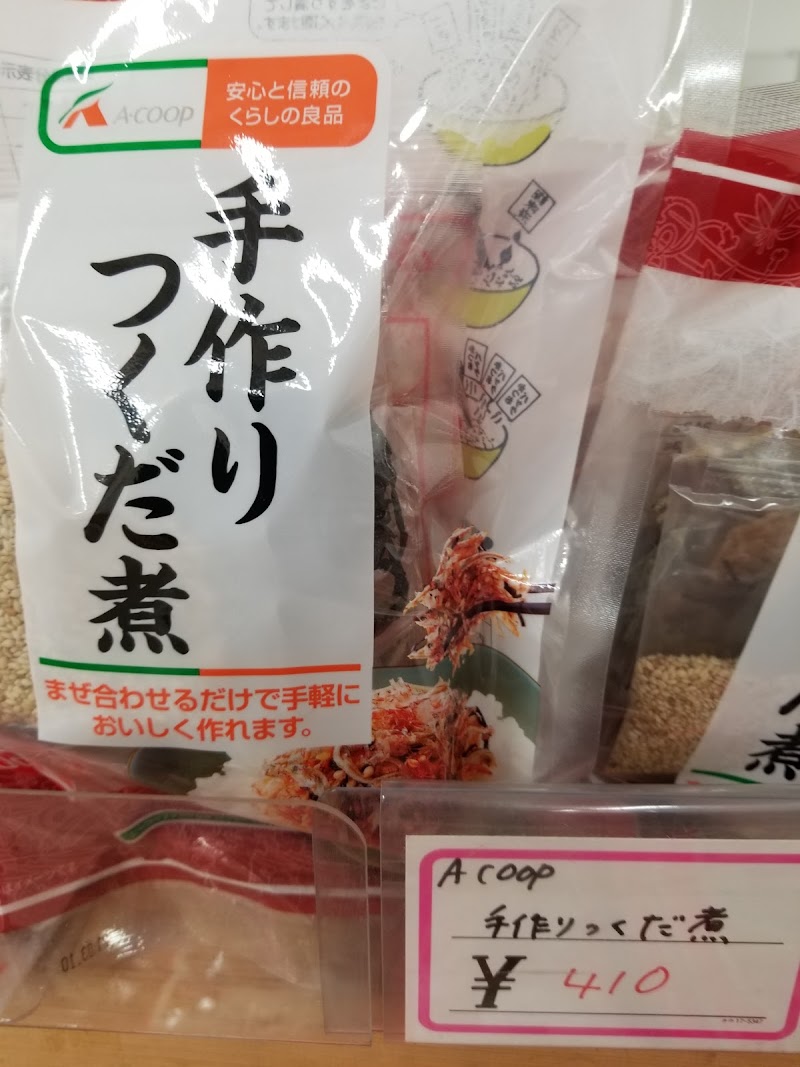 A·COOP
安心と信頼の
くらしの良品
手作り
つくだ煮
まぜ合わせるだけで手軽に
おいしく作れます。
煮
A COOP
手作りつくだ煮
¥ 410